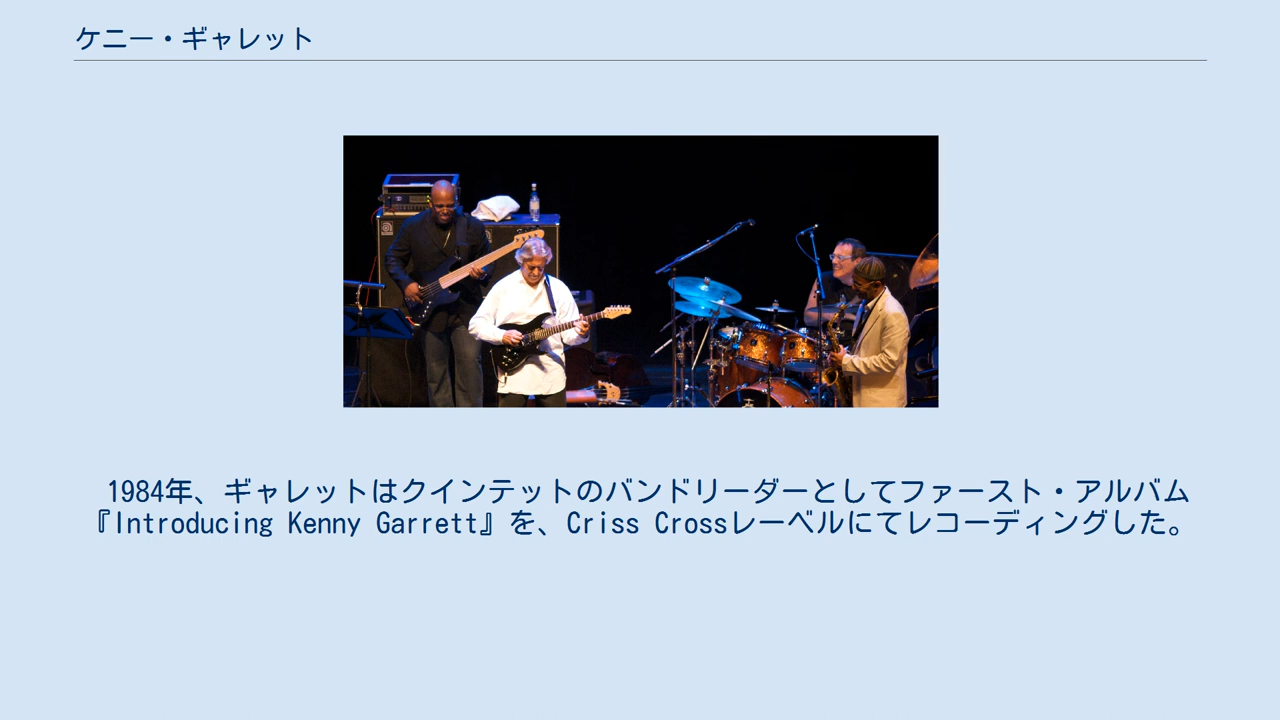 ケニー・ギャレット
1984年、ギャレットはクインテットのバンドリーダーとしてファースト・アルバム
『Introducing Kenny Garrett』を、Criss Crossレーベルにてレコーディングした。